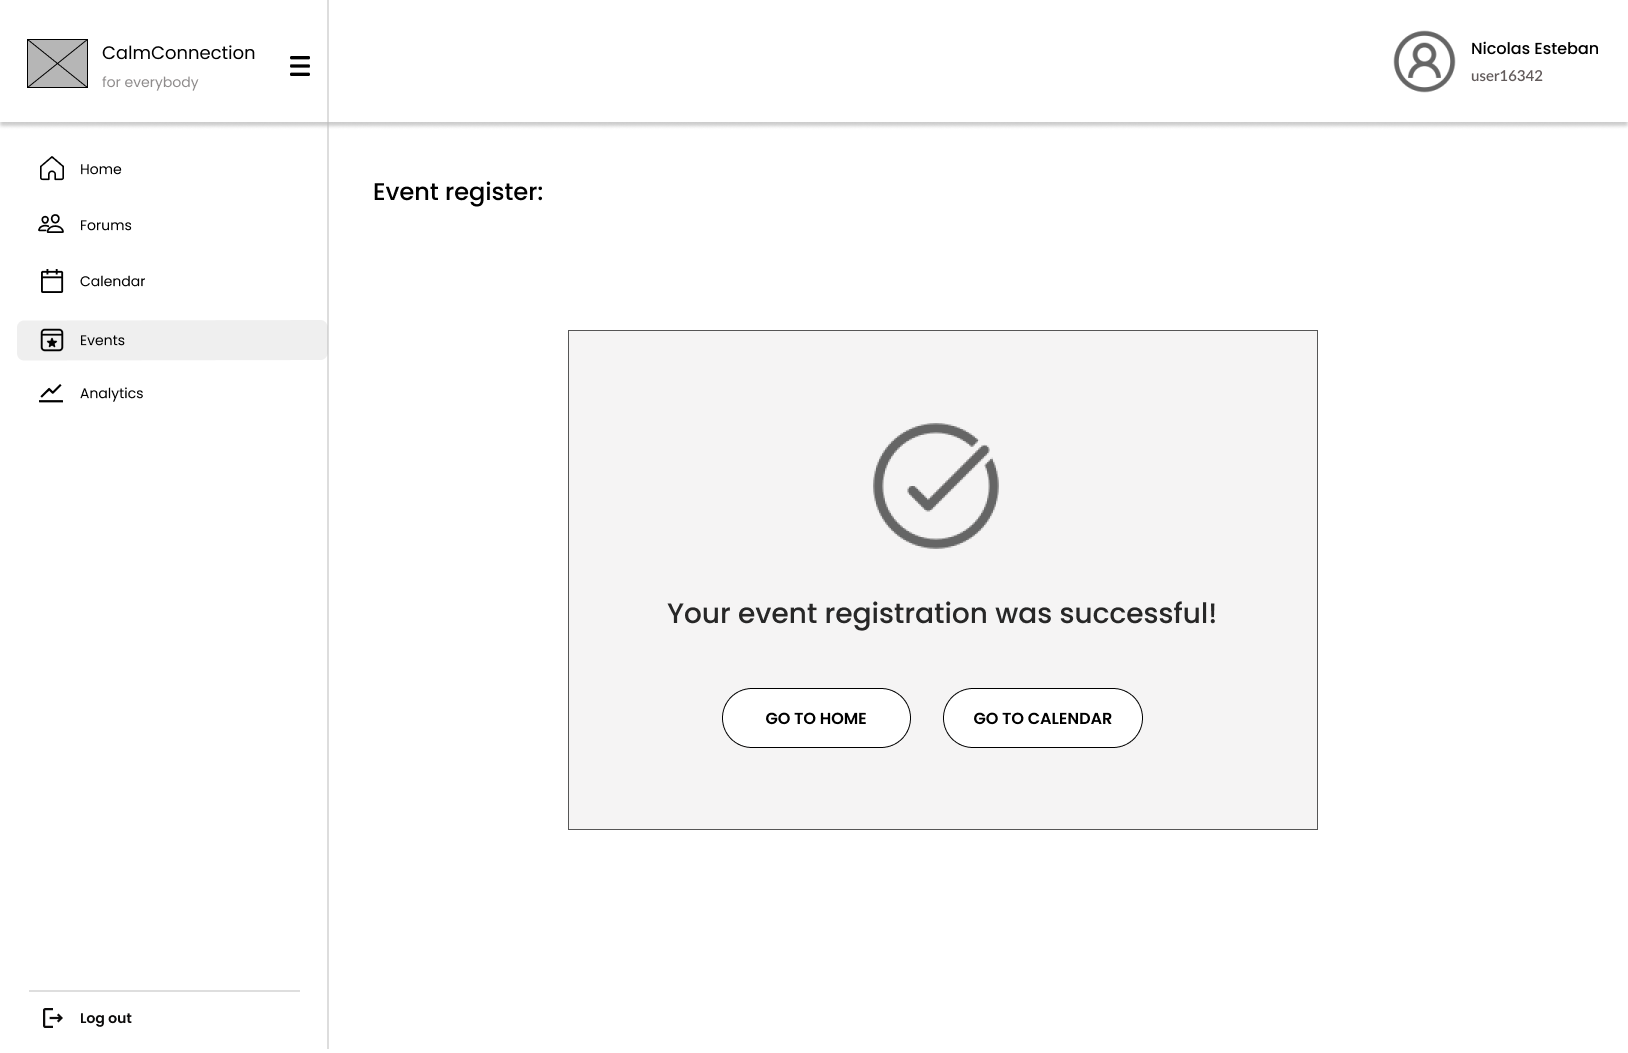 CalmConnection
for everybody
Nicolas Esteban
user16342
Home
Forums
Calendar
Events
Analytics
Log out
Event register:
Your event registration was successful!
GO TO HOME
GO TO CALENDAR